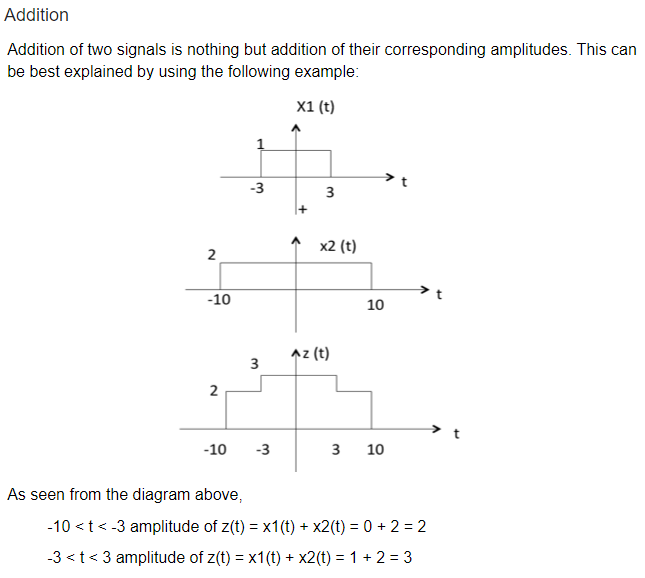 Addition
Addition of two signals is nothing but addition of their corresponding amplitudes. This can
be best explained by using the following example:
X1 (t)
1
t
-3
3
+
x2 (t)
2
t
-10
10
z (t)
3
2
t
-10 -3 3 10
As seen from the diagram above,
-10 < t < -3 amplitude of z(t) = x1(t) + x2(t) = 0 + 2 = 2
-3 < t < 3 amplitude of z(t) = x1(t) + x2(t) = 1 + 2 = 3